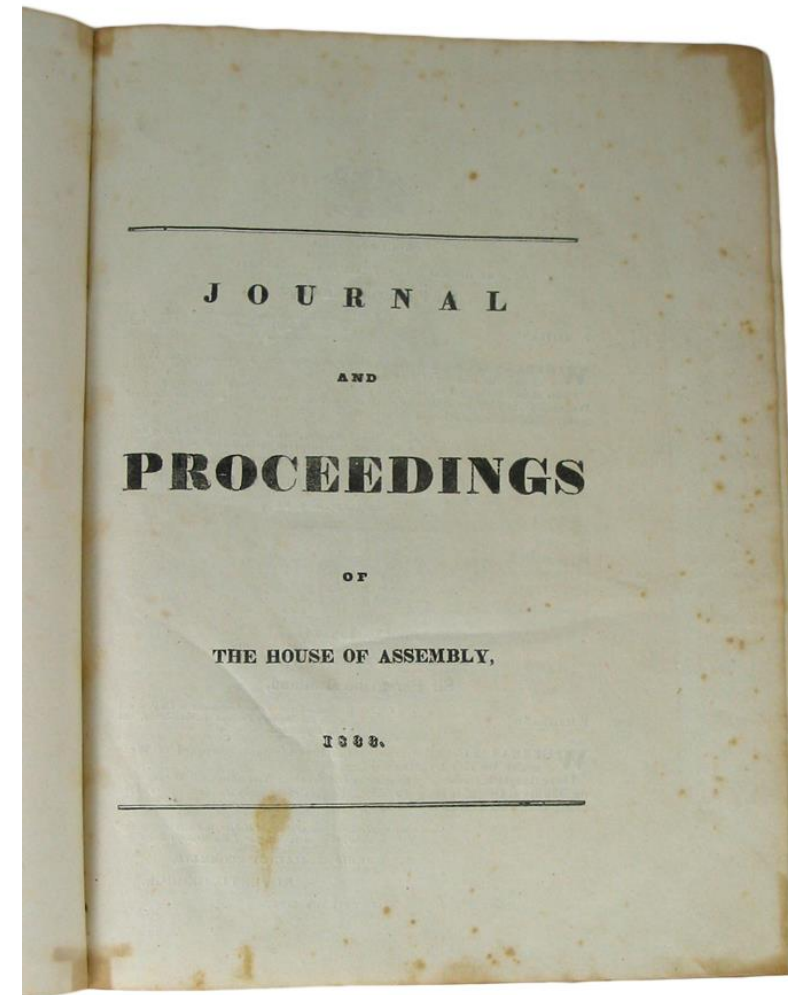 JOURNAL
AND
PROCEEDINGS
OF
THE HOUSE OF ASSEMBLY,